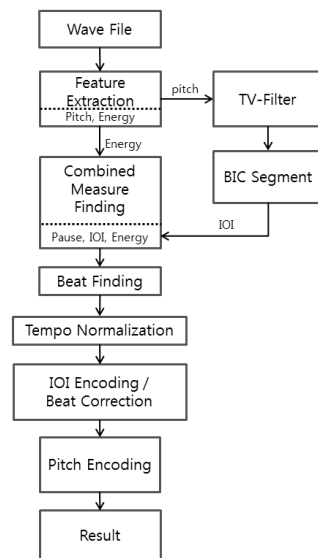 Wave File
Feature
Extraction
Pitch, Energy
pitch
TV-Filter
Energy
BIC Segment
Combined
Measure
Finding
Pause, IOI, Energy
IOI
Beat Finding
Tempo Normalization
IOI Encoding /
Beat Correction
Pitch Encoding
Result